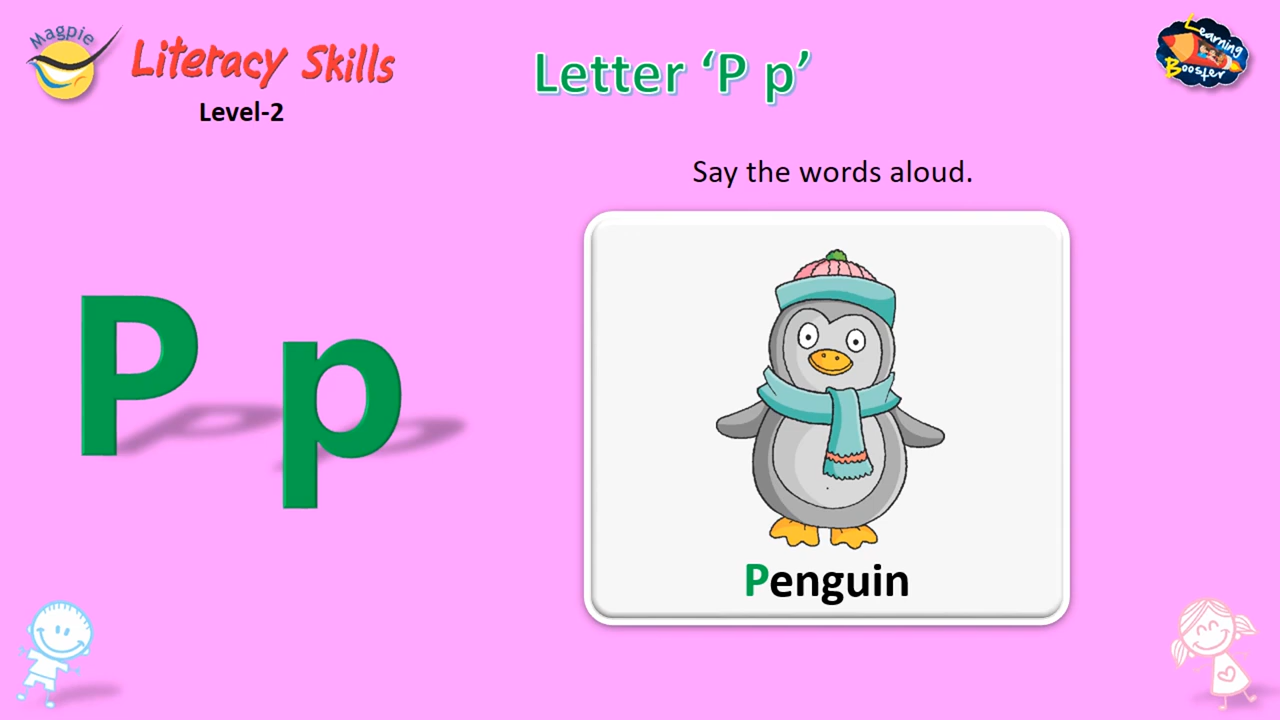 Magpie
Literacy Skills
Level-2
Letter ‘P p’
Learning
Booster
Say the words aloud.
P p
Penguin